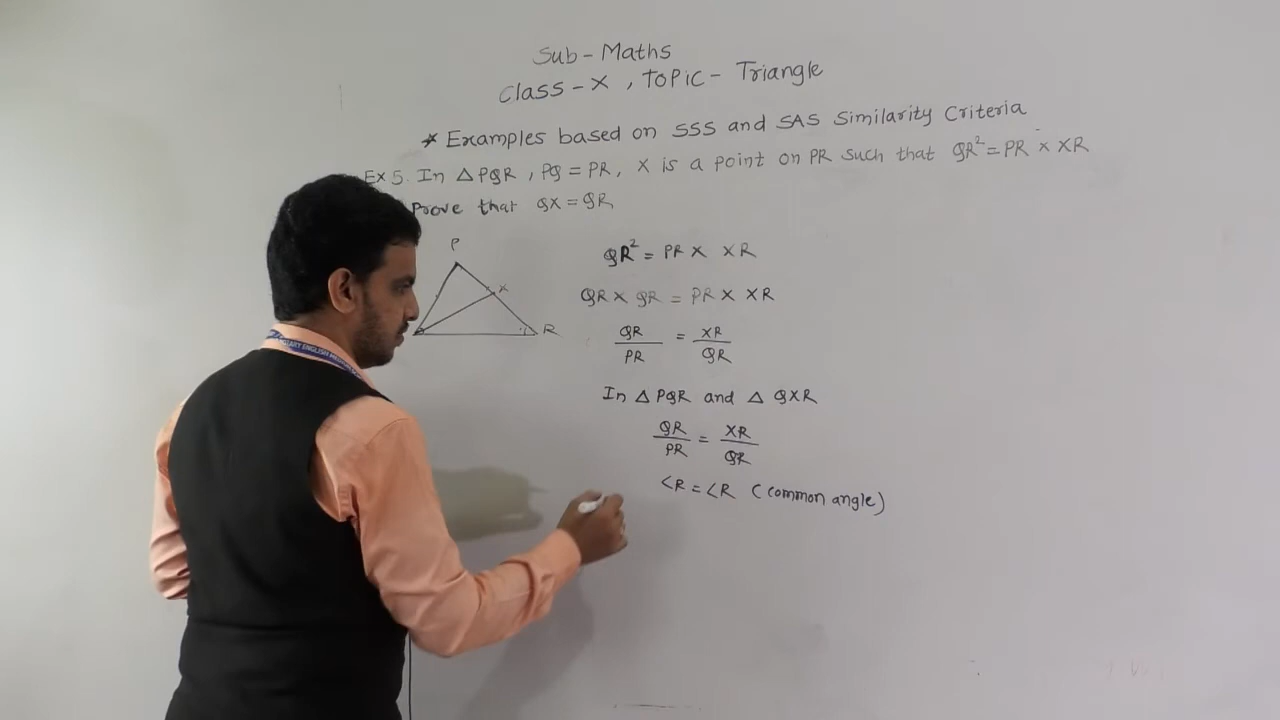 Sub - Maths
Class - X , Topic - Triangle
* Examples based on SSS and SAS Similarity Criteria
Ex 5. In △PQR , PQ = PR, X is a point on PR such that QR² = PR × XR
Prove that QX = QR
P
X
R
QR² = PR × XR
QR × QR = PR × XR
QR/PR = XR/QR
In △PQR and △QXR
QR/PR = XR/QR
∠R = ∠R (Common angle)
ENGLISH